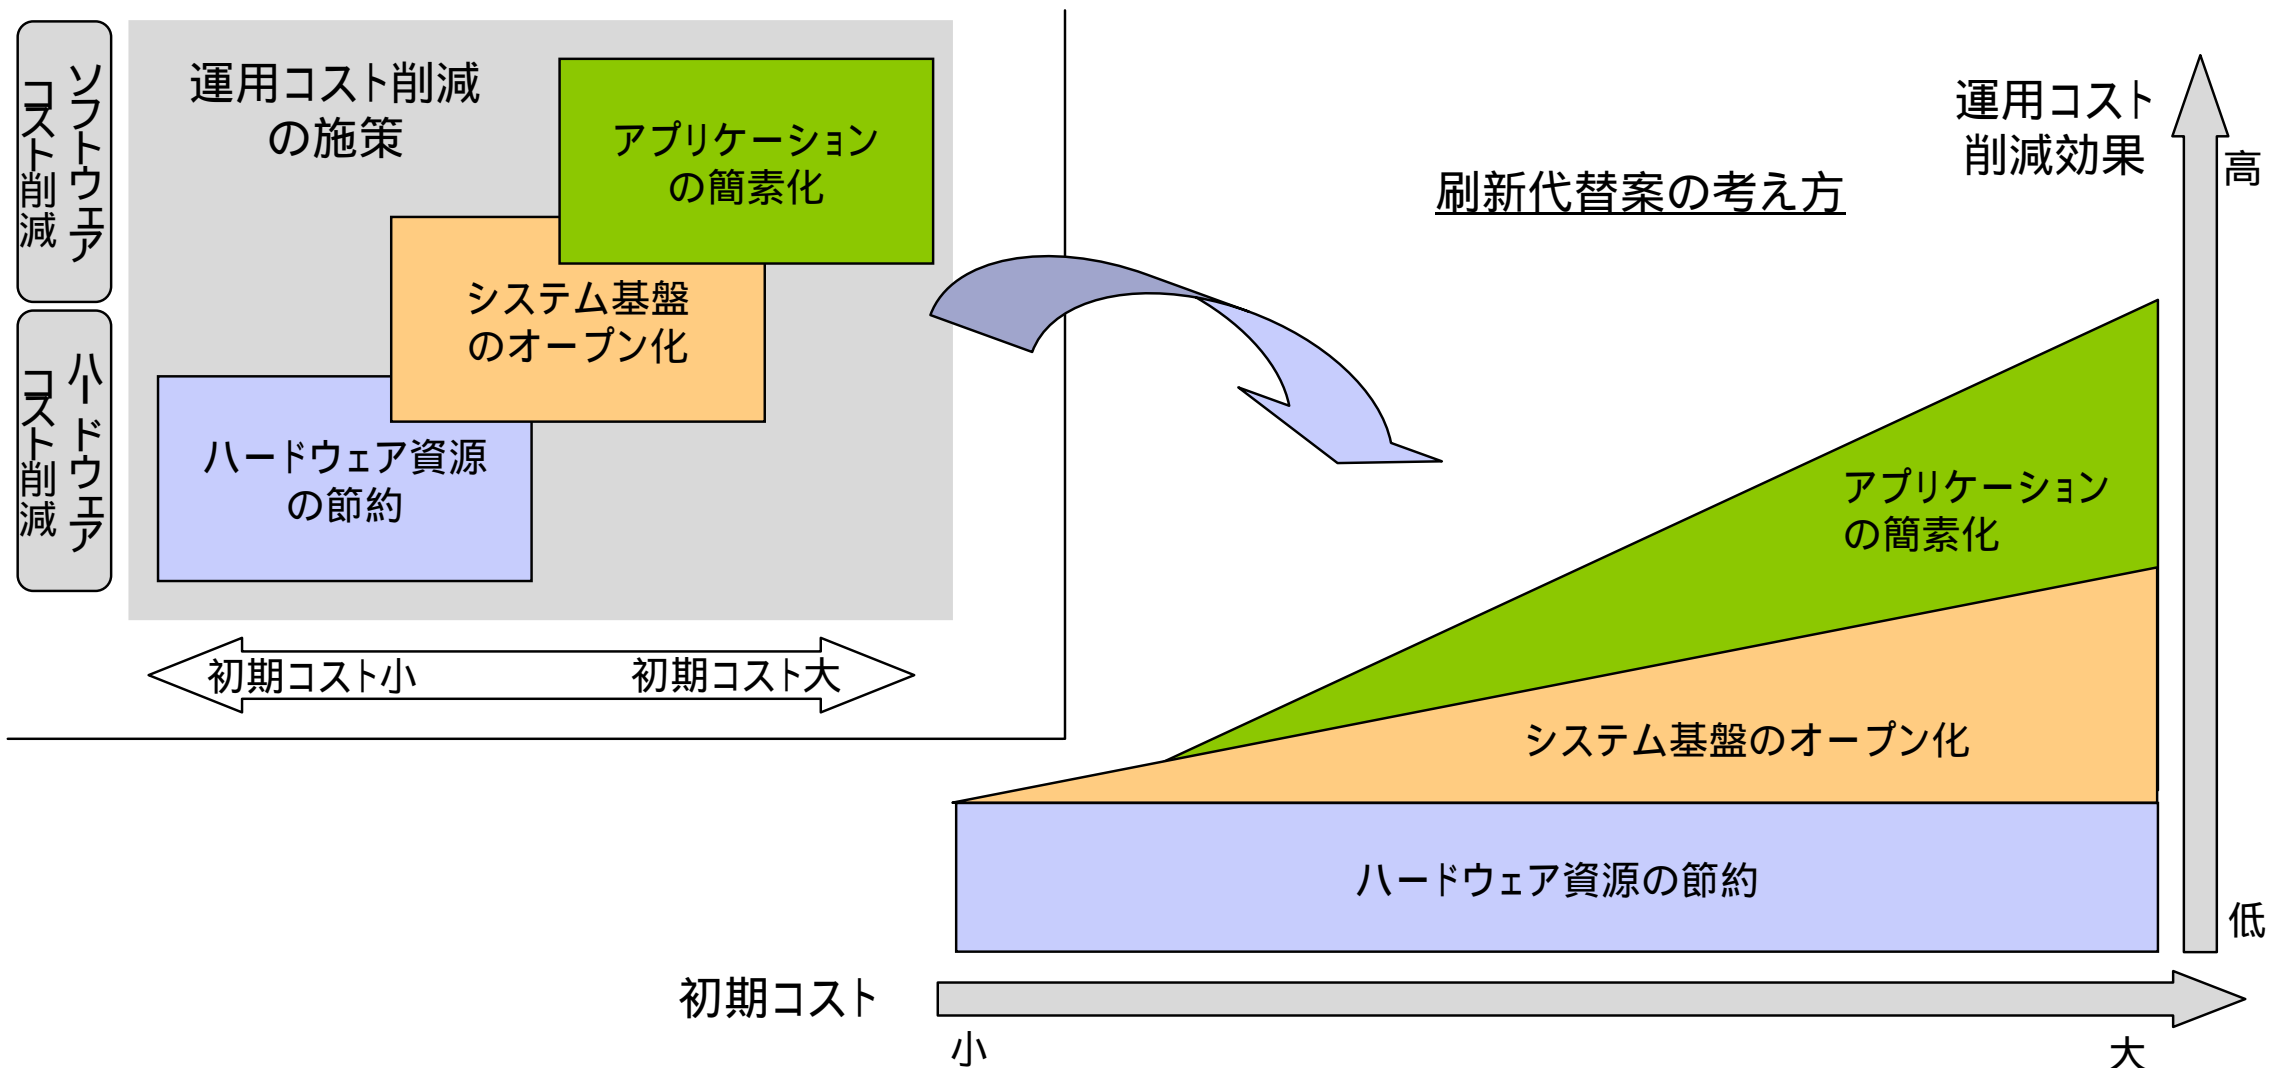 ソフトウェア
コスト削減
ハードウェア
コスト削減
運用コスト削減
の施策
アプリケーション
の簡素化
システム基盤
のオープン化
ハードウェア資源
の節約
初期コスト小
初期コスト大
刷新代替案の考え方
運用コスト
削減効果
高
アプリケーション
の簡素化
システム基盤のオープン化
ハードウェア資源の節約
低
初期コスト
小
大